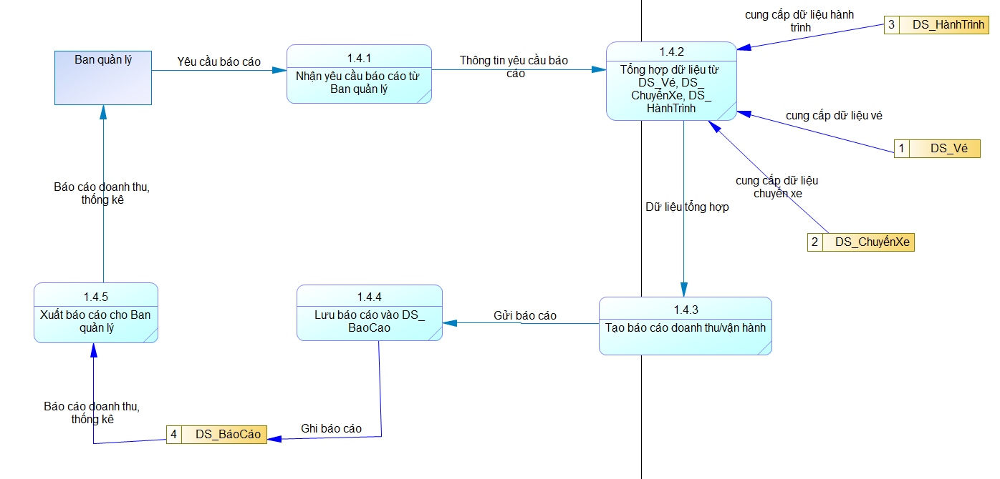 cung cấp dữ liệu hành
trình
3 DS_HànhTrình
Ban quản lý
Yêu cầu báo cáo
1.4.1
Nhận yêu cầu báo cáo từ
Ban quản lý
Thông tin yêu cầu báo
cáo
1.4.2
Tổng hợp dữ liệu từ
DS_Vé, DS_
ChuyếnXe, DS_
HànhTrình
cung cấp dữ liệu vé
1 DS_Vé
cung cấp dữ liệu
chuyến xe
2 DS_ChuyếnXe
Dữ liệu tổng hợp
Báo cáo doanh thu,
thống kê
1.4.5
Xuất báo cáo cho Ban
quản lý
1.4.4
Lưu báo cáo vào DS_
BaoCao
Gửi báo cáo
1.4.3
Tạo báo cáo doanh thu/vận hành
Báo cáo doanh thu,
thống kê
4 DS_BáoCáo
Ghi báo cáo